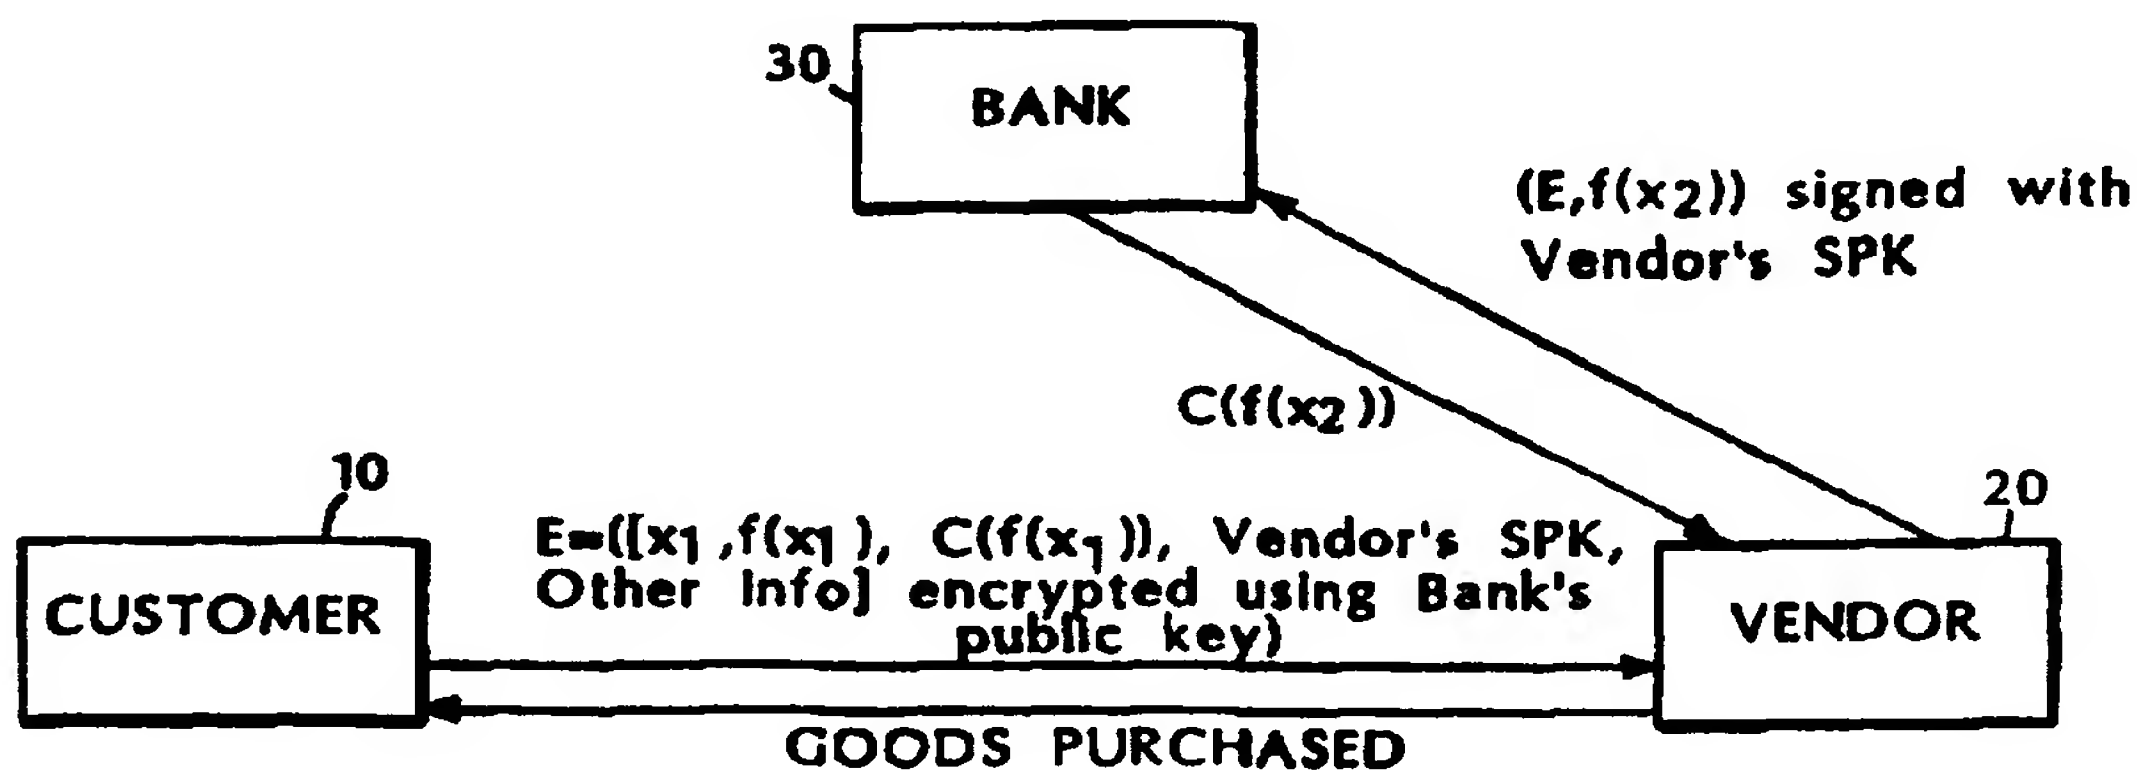 30
BANK
(E,f(x2)) signed with
Vendor's SPK
C(f(x2))
10
20
E=([x1,f(x1), C(f(x1)), Vendor's SPK,
Other info] encrypted using Bank's
public key)
CUSTOMER
VENDOR
GOODS PURCHASED